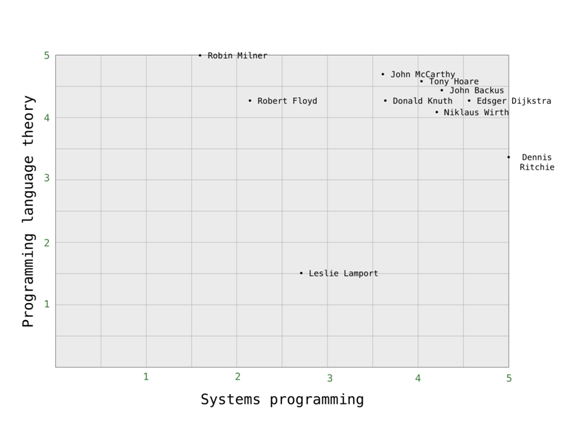 5
Robin Milner
John McCarthy
Tony Hoare
John Backus
Robert Floyd
Donald Knuth
Edsger Dijkstra
4
Niklaus Wirth
Dennis
Ritchie
3
2
Leslie Lamport
1
Programming language theory
1 2 3 4 5
Systems programming